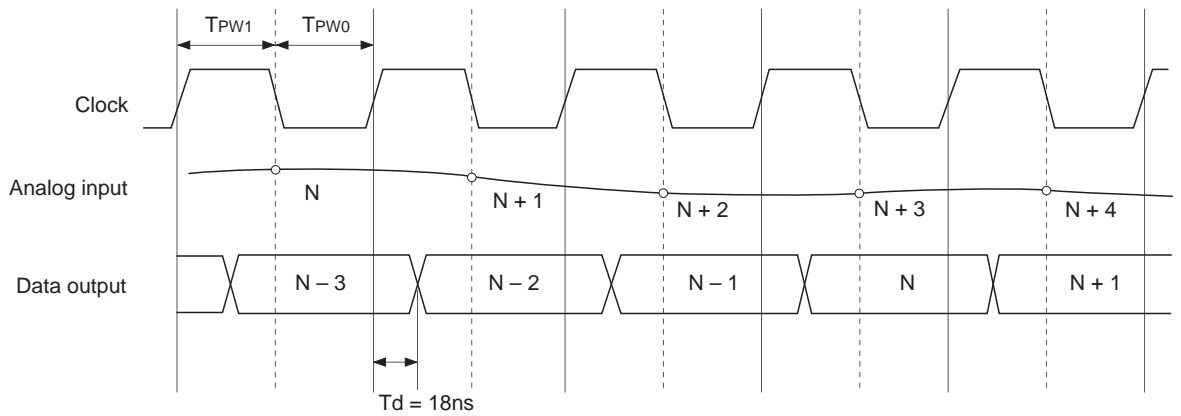 TPW1 TPW0
Clock
Analog input
N N + 1 N + 2 N + 3 N + 4
Data output N – 3 N – 2 N – 1 N N + 1
Td = 18ns